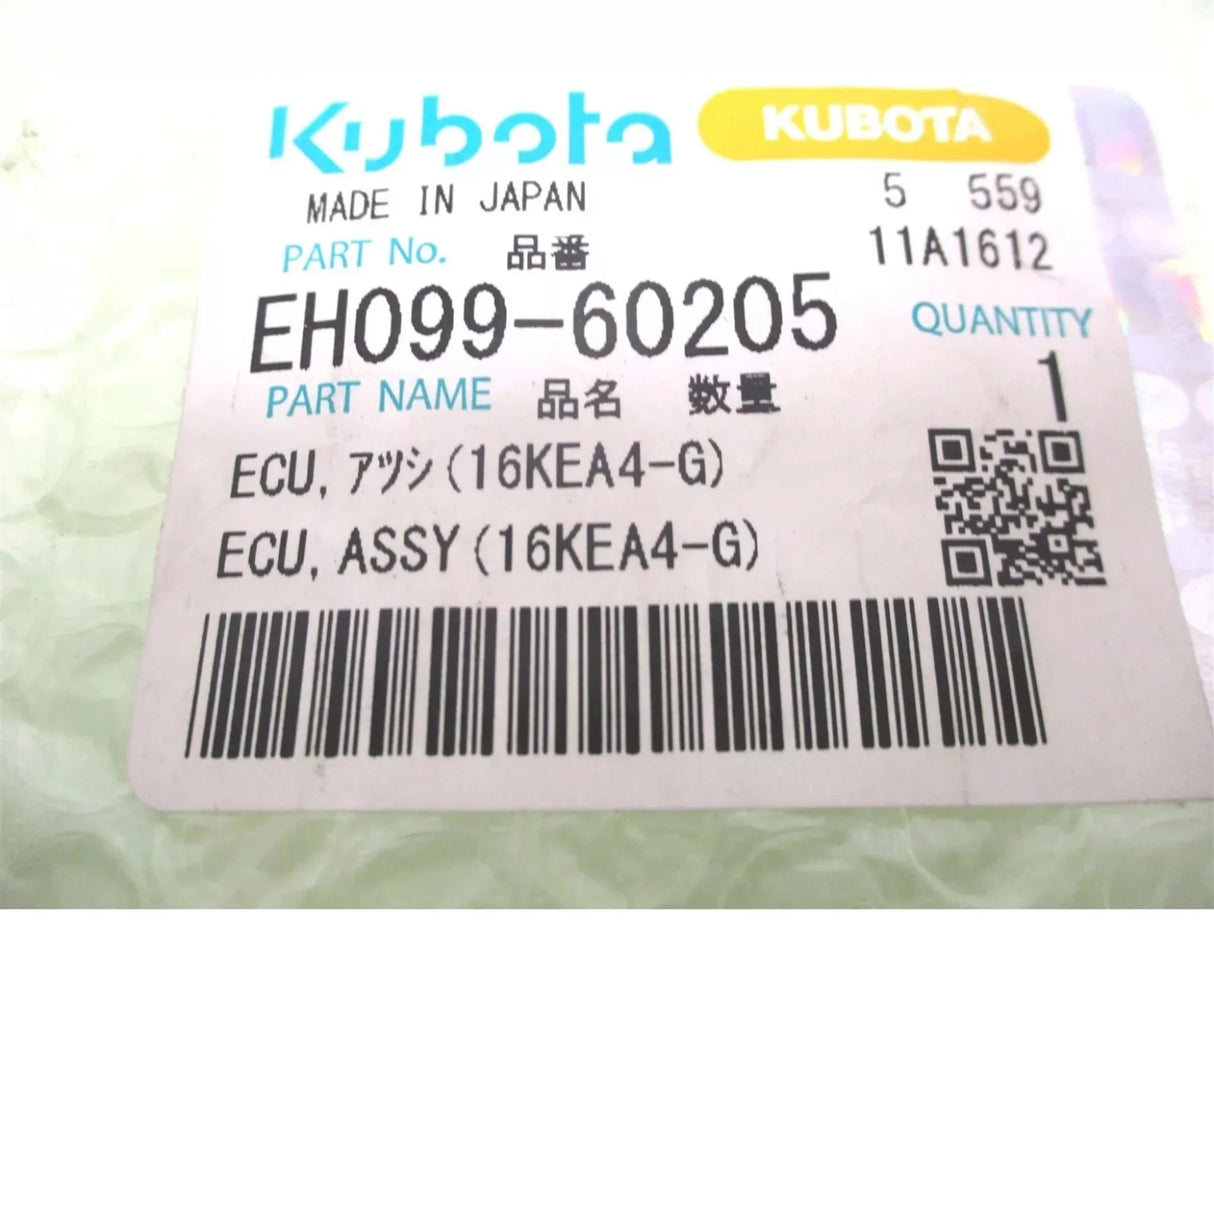 Kubota KUBOTA
MADE IN JAPAN 5 559
PART No. 品番 11A1612
EH099-60205 QUANTITY
PART NAME 品名 数量 1
ECU, アツシ(16KEA4-G)
ECU, ASSY(16KEA4-G)